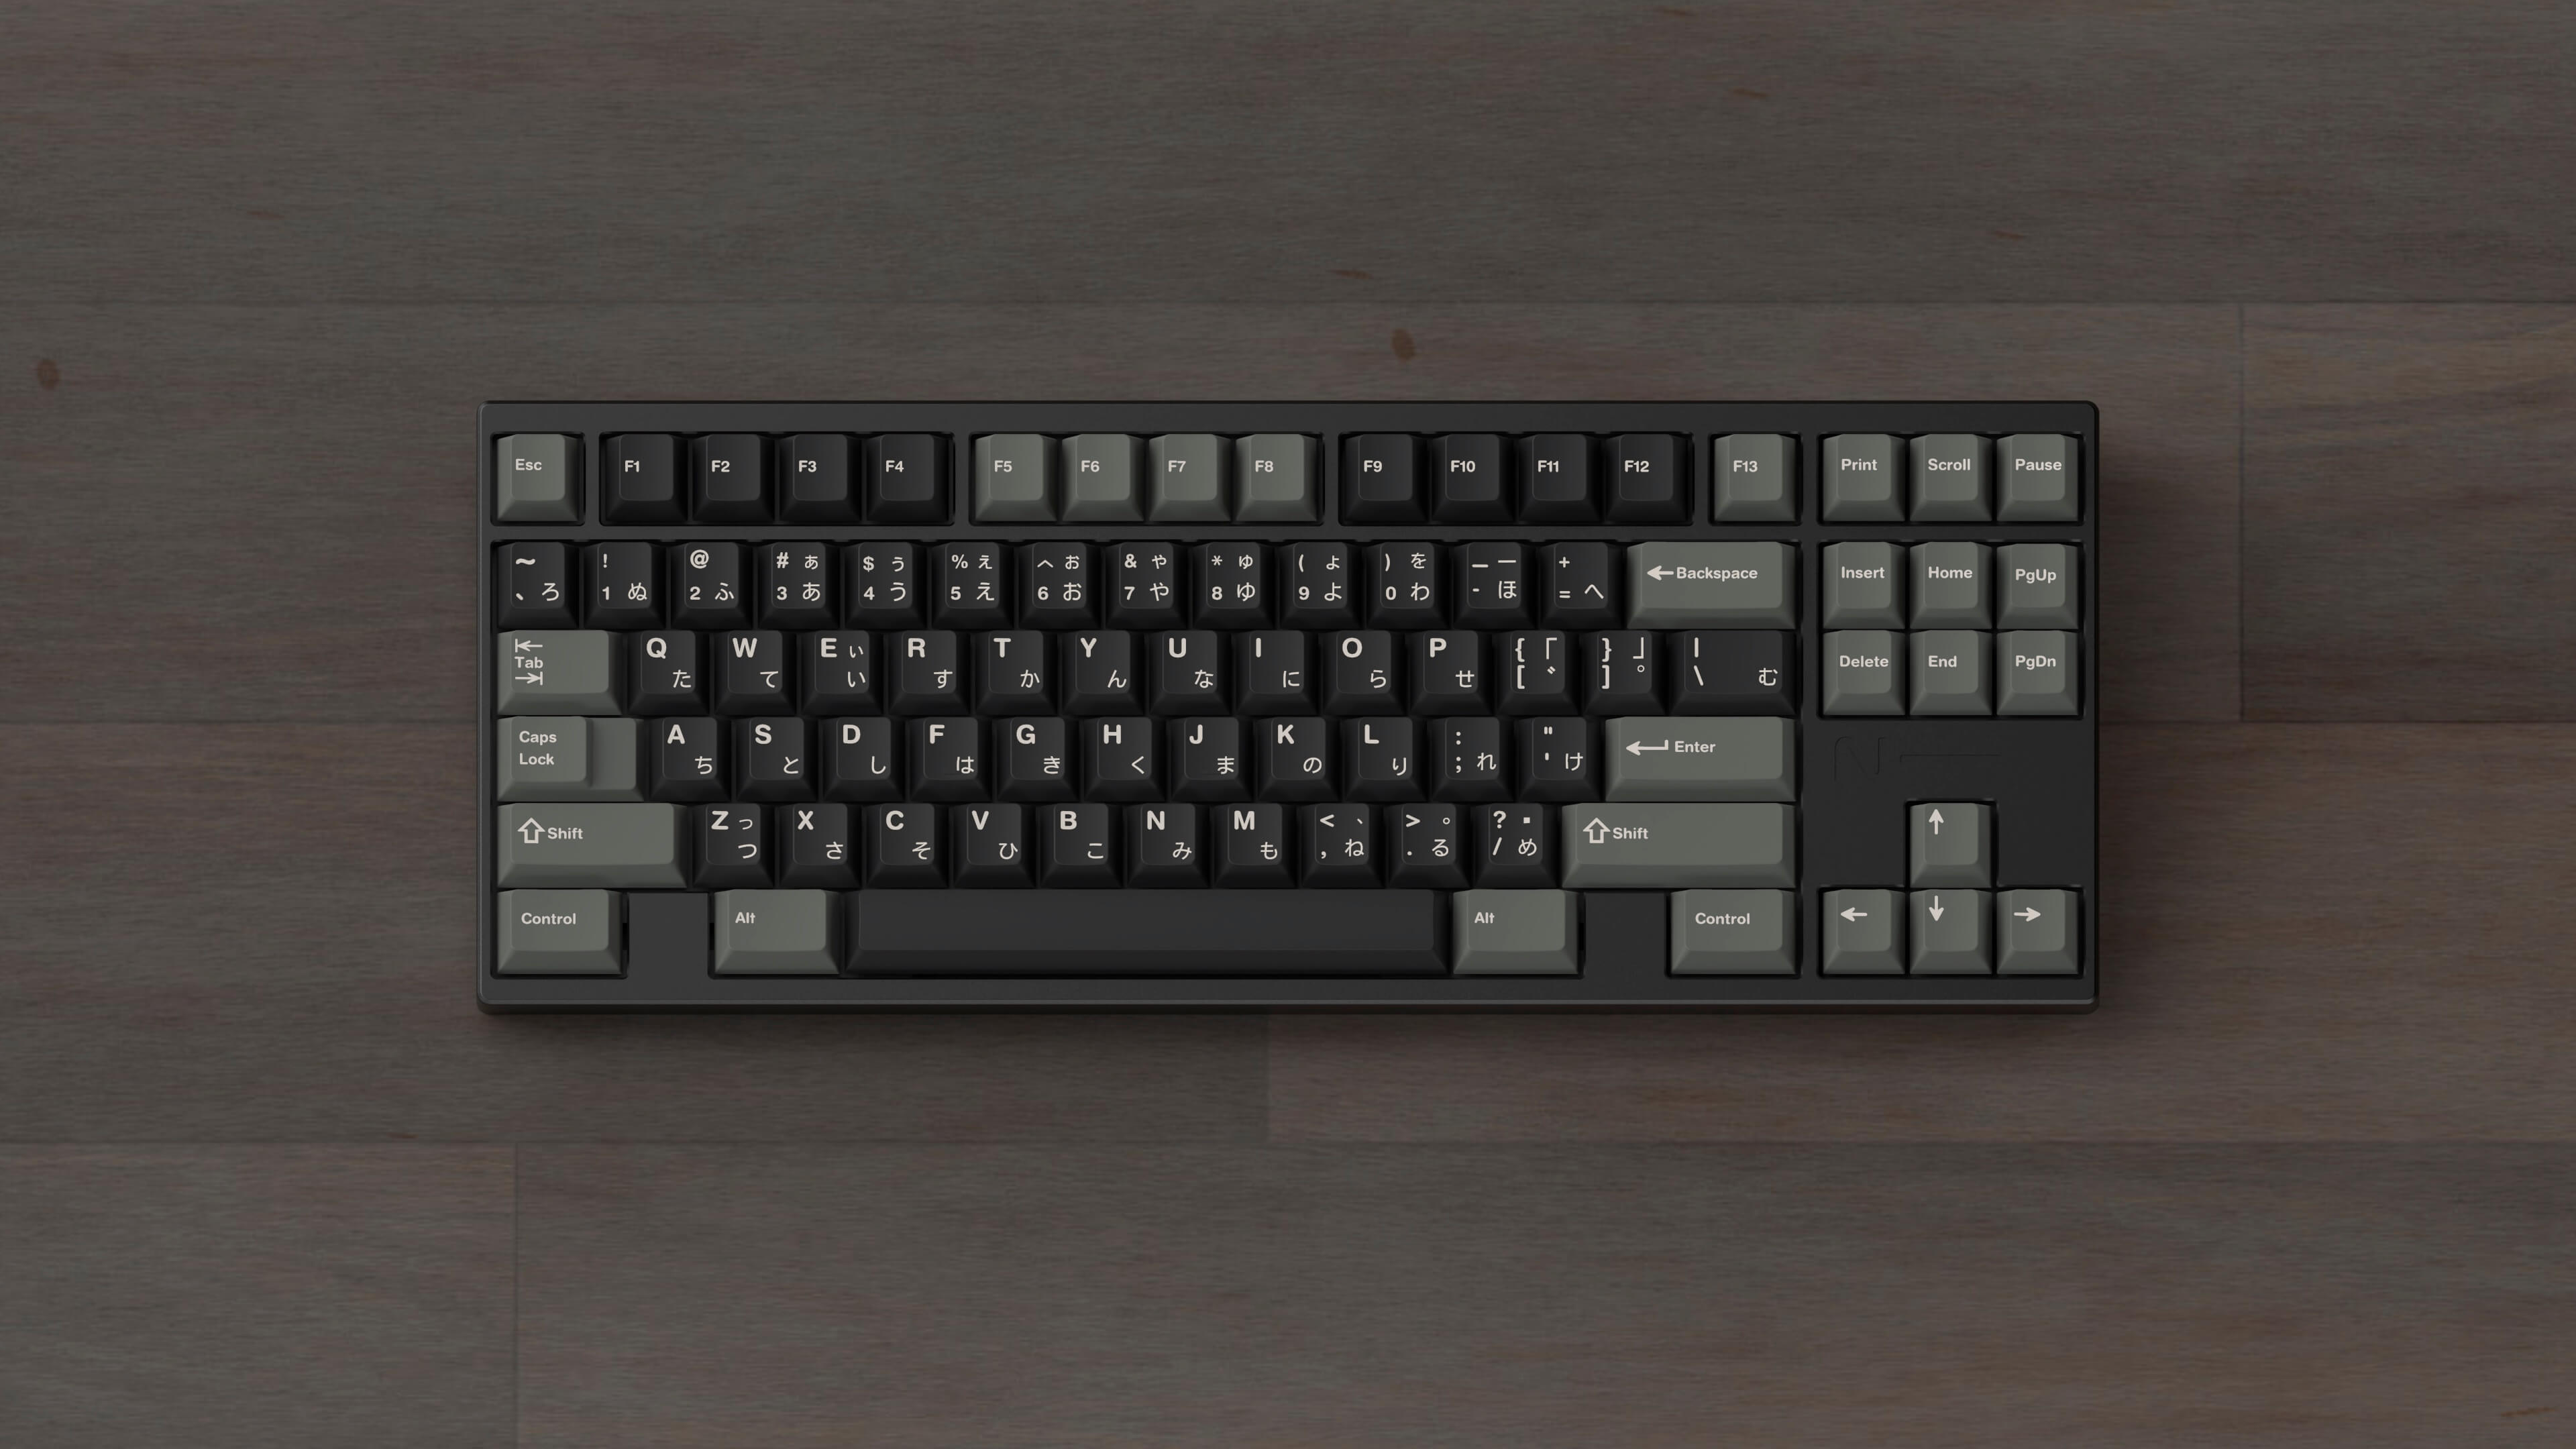 Esc F1 F2 F3 F4 F5 F6 F7 F8 F9 F10 F11 F12 F13 Print Scroll Pause
~ ! @ # ぁ $ ぅ % ぇ ^ ぉ & ゃ * ゅ ( ょ ) を _ ー + ← Backspace Insert Home PgUp
、 ろ 1 ぬ 2 ふ 3 あ 4 う 5 え 6 お 7 や 8 ゆ 9 よ 0 わ - ほ = へ
⇤ Q W E ぃ R T Y U I O P { 「 } 」 |
Tab Delete End PgDn
⇥ た て い す か ん な に ら せ [ ゛ ] ゜ \ む
Caps A S D F G H J K L : " ← Enter
Lock ち と し は き く ま の り ; れ ' け
⇧ Shift Z っ X C V B N M < 、 > 。 ? ・ ⇧ Shift ↑
つ さ そ ひ こ み も , ね . る / め
Control Alt Alt Control ← ↓ →